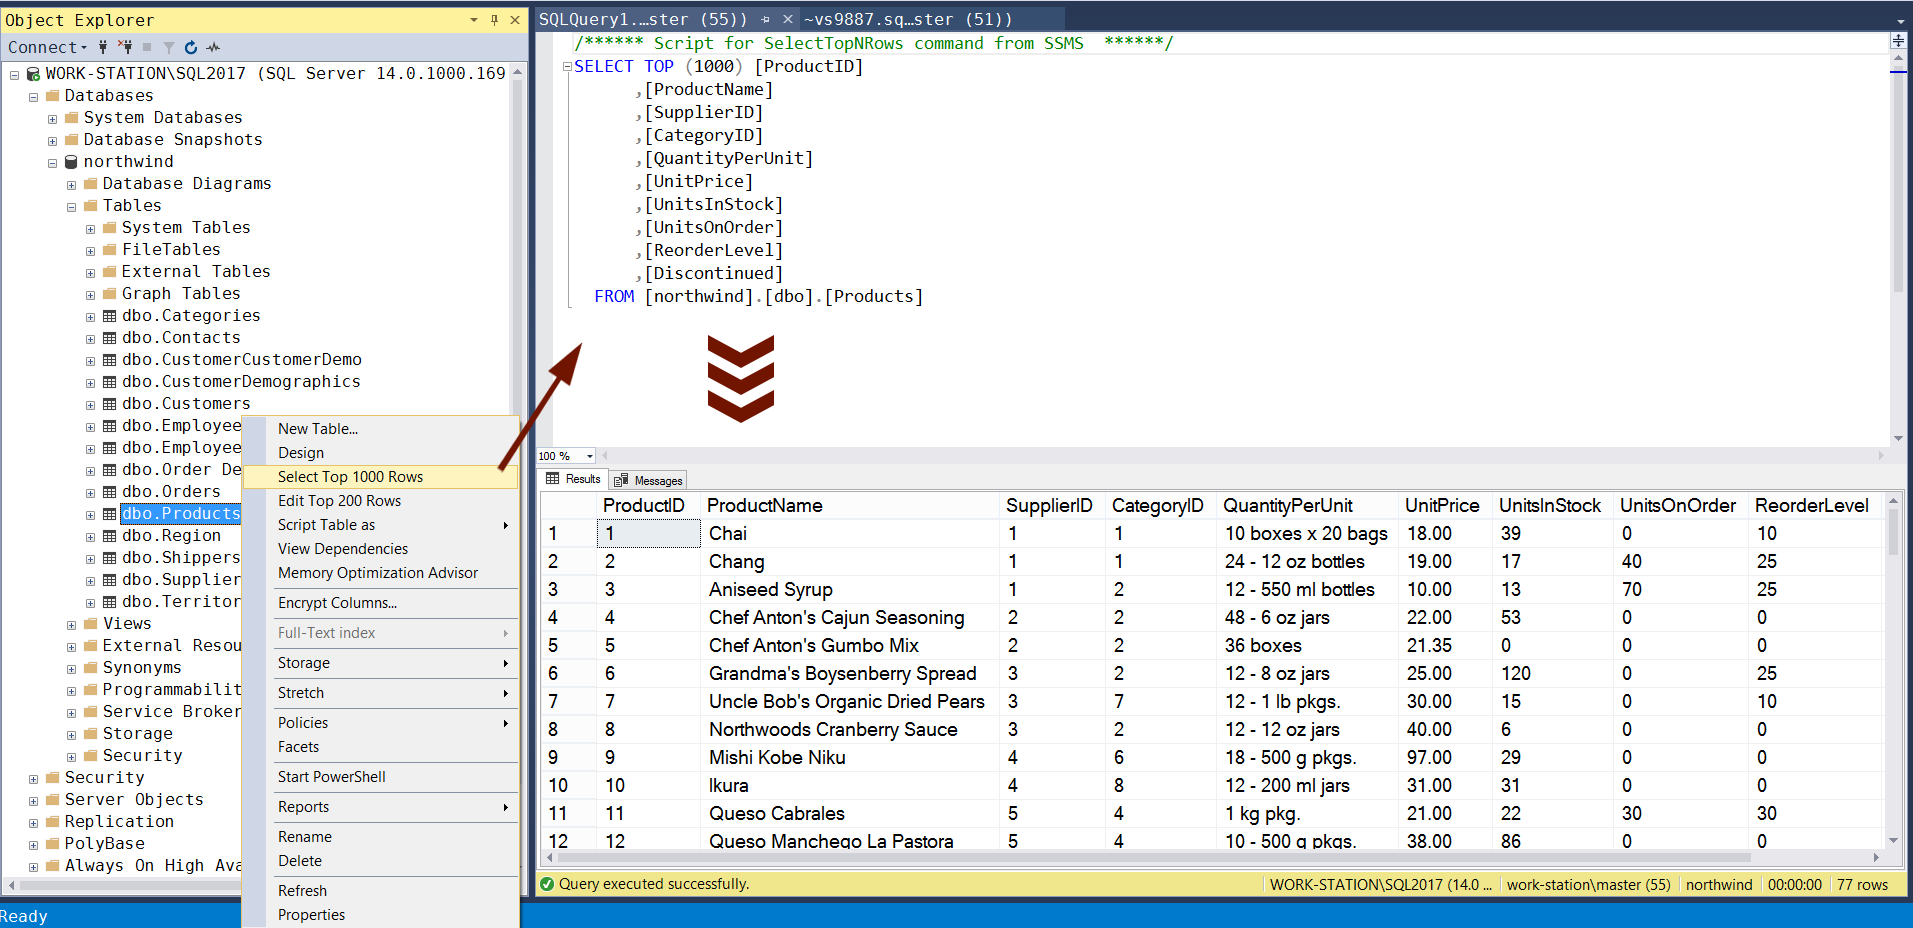 Object Explorer
Connect
WORK-STATION\SQL2017 (SQL Server 14.0.1000.169
Databases
System Databases
Database Snapshots
northwind
Database Diagrams
Tables
System Tables
FileTables
External Tables
Graph Tables
dbo.Categories
dbo.Contacts
dbo.CustomerCustomerDemo
dbo.CustomerDemographics
dbo.Customers
dbo.Employee
dbo.Employee
dbo.Order De
dbo.Orders
dbo.Products
dbo.Region
dbo.Shippers
dbo.Supplier
dbo.Territor
Views
External Resou
Synonyms
Programmabilit
Service Broker
Storage
Security
Security
Server Objects
Replication
PolyBase
Always On High Ava
Ready
New Table...
Design
Select Top 1000 Rows
Edit Top 200 Rows
Script Table as
View Dependencies
Memory Optimization Advisor
Encrypt Columns...
Full-Text index
Storage
Stretch
Policies
Facets
Start PowerShell
Reports
Rename
Delete
Refresh
Properties
SQLQuery1....ster (55)) ~vs9887.sq...ster (51))
/****** Script for SelectTopNRows command from SSMS ******/
SELECT TOP (1000) [ProductID]
,[ProductName]
,[SupplierID]
,[CategoryID]
,[QuantityPerUnit]
,[UnitPrice]
,[UnitsInStock]
,[UnitsOnOrder]
,[ReorderLevel]
,[Discontinued]
FROM [northwind].[dbo].[Products]
100 %
Results Messages
ProductID ProductName SupplierID CategoryID QuantityPerUnit UnitPrice UnitsInStock UnitsOnOrder ReorderLevel
1 1 Chai 1 1 10 boxes x 20 bags 18.00 39 0 10
2 2 Chang 1 1 24 - 12 oz bottles 19.00 17 40 25
3 3 Aniseed Syrup 1 2 12 - 550 ml bottles 10.00 13 70 25
4 4 Chef Anton's Cajun Seasoning 2 2 48 - 6 oz jars 22.00 53 0 0
5 5 Chef Anton's Gumbo Mix 2 2 36 boxes 21.35 0 0 0
6 6 Grandma's Boysenberry Spread 3 2 12 - 8 oz jars 25.00 120 0 25
7 7 Uncle Bob's Organic Dried Pears 3 7 12 - 1 lb pkgs. 30.00 15 0 10
8 8 Northwoods Cranberry Sauce 3 2 12 - 12 oz jars 40.00 6 0 0
9 9 Mishi Kobe Niku 4 6 18 - 500 g pkgs. 97.00 29 0 0
10 10 Ikura 4 8 12 - 200 ml jars 31.00 31 0 0
11 11 Queso Cabrales 5 4 1 kg pkg. 21.00 22 30 30
12 12 Queso Manchego La Pastora 5 4 10 - 500 g pkgs. 38.00 86 0 0
Query executed successfully. WORK-STATION\SQL2017 (14.0 ... work-station\master (55) northwind 00:00:00 77 rows